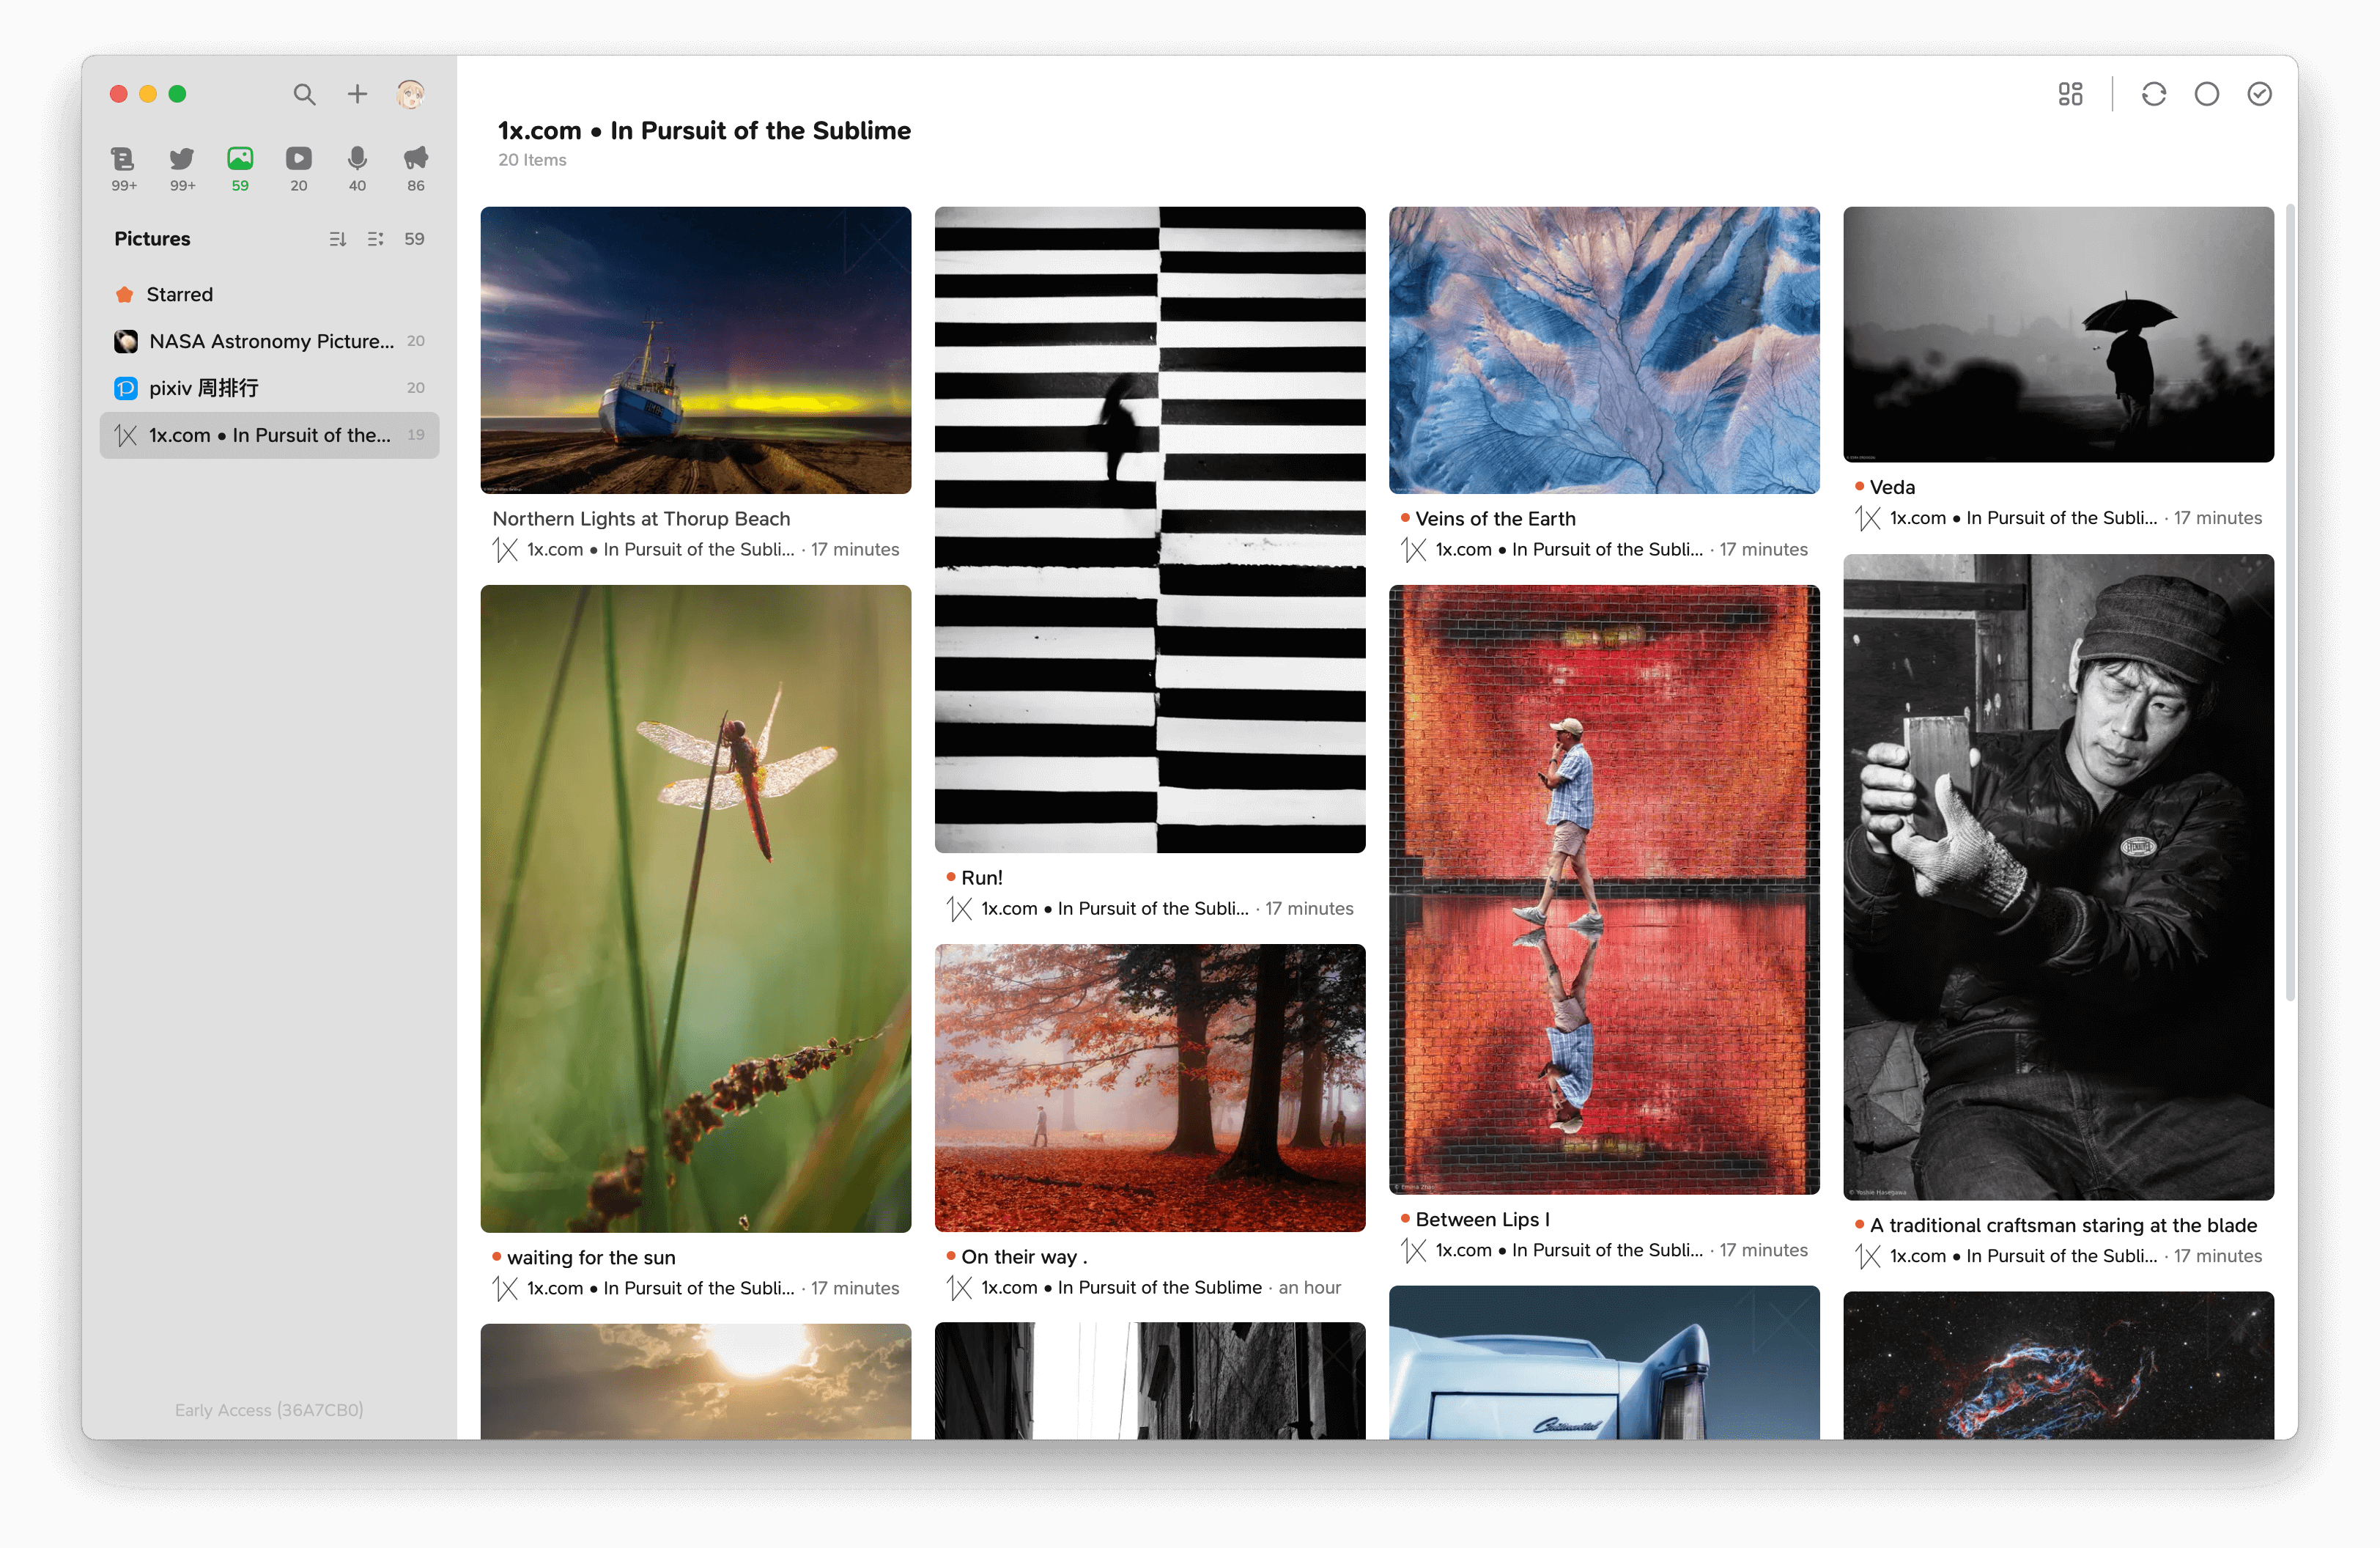 99+
99+
59
20
40
86
Pictures
59
Starred
NASA Astronomy Picture...
20
pixiv 周排行
20
1x.com • In Pursuit of the...
19
Early Access (36A7CB0)
1x.com • In Pursuit of the Sublime
20 Items
Northern Lights at Thorup Beach
1x.com • In Pursuit of the Subli... · 17 minutes
waiting for the sun
1x.com • In Pursuit of the Subli... · 17 minutes
Run!
1x.com • In Pursuit of the Subli... · 17 minutes
On their way .
1x.com • In Pursuit of the Sublime · an hour
Veins of the Earth
1x.com • In Pursuit of the Subli... · 17 minutes
Between Lips I
1x.com • In Pursuit of the Subli... · 17 minutes
Continental
Veda
1x.com • In Pursuit of the Subli... · 17 minutes
© Yoshie Hasegawa
A traditional craftsman staring at the blade
1x.com • In Pursuit of the Subli... · 17 minutes